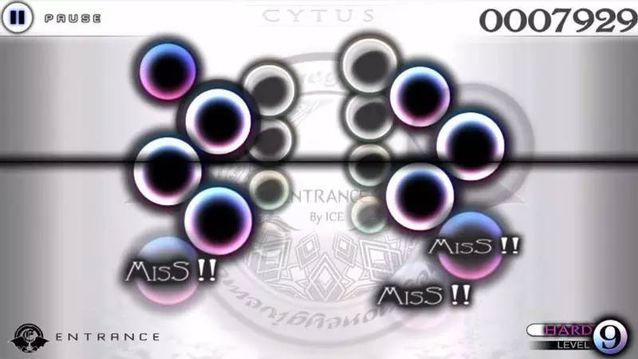 PAUSE
CYTUS
0007929
ENTRANCE
By ICE
MISS !!
MISS !!
MISS !!
ENTRANCE
HARD
LEVEL 9